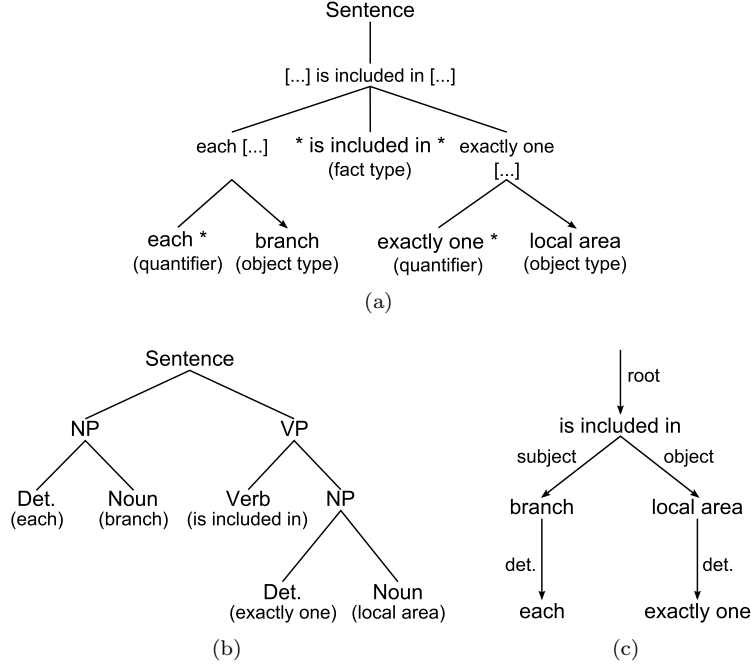 Sentence
[...] is included in [...]
each [...]
* is included in *
(fact type)
exactly one
[...]
each *
(quantifier)
branch
(object type)
exactly one *
(quantifier)
local area
(object type)
(a)
Sentence
NP
VP
Det.
(each)
Noun
(branch)
Verb
(is included in)
NP
Det.
(exactly one)
Noun
(local area)
(b)
root
is included in
subject
object
branch
local area
det.
det.
each
exactly one
(c)